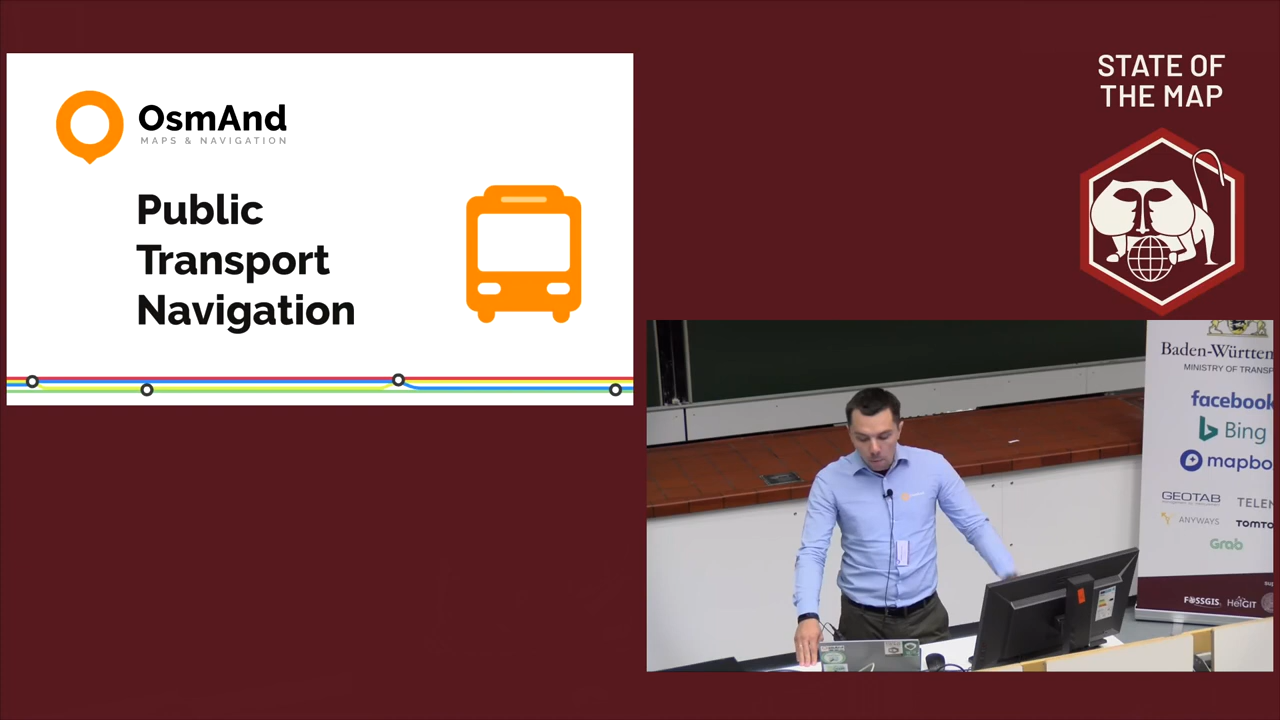 OsmAnd
MAPS & NAVIGATION
Public
Transport
Navigation
STATE OF
THE MAP
Baden-Württem
MINISTRY OF TRANSP
facebook
Bing
mapbo
GEOTAB
TELEN
ANYWAYS
TOMTO
Grab
FOSSGIS
HeiGIT